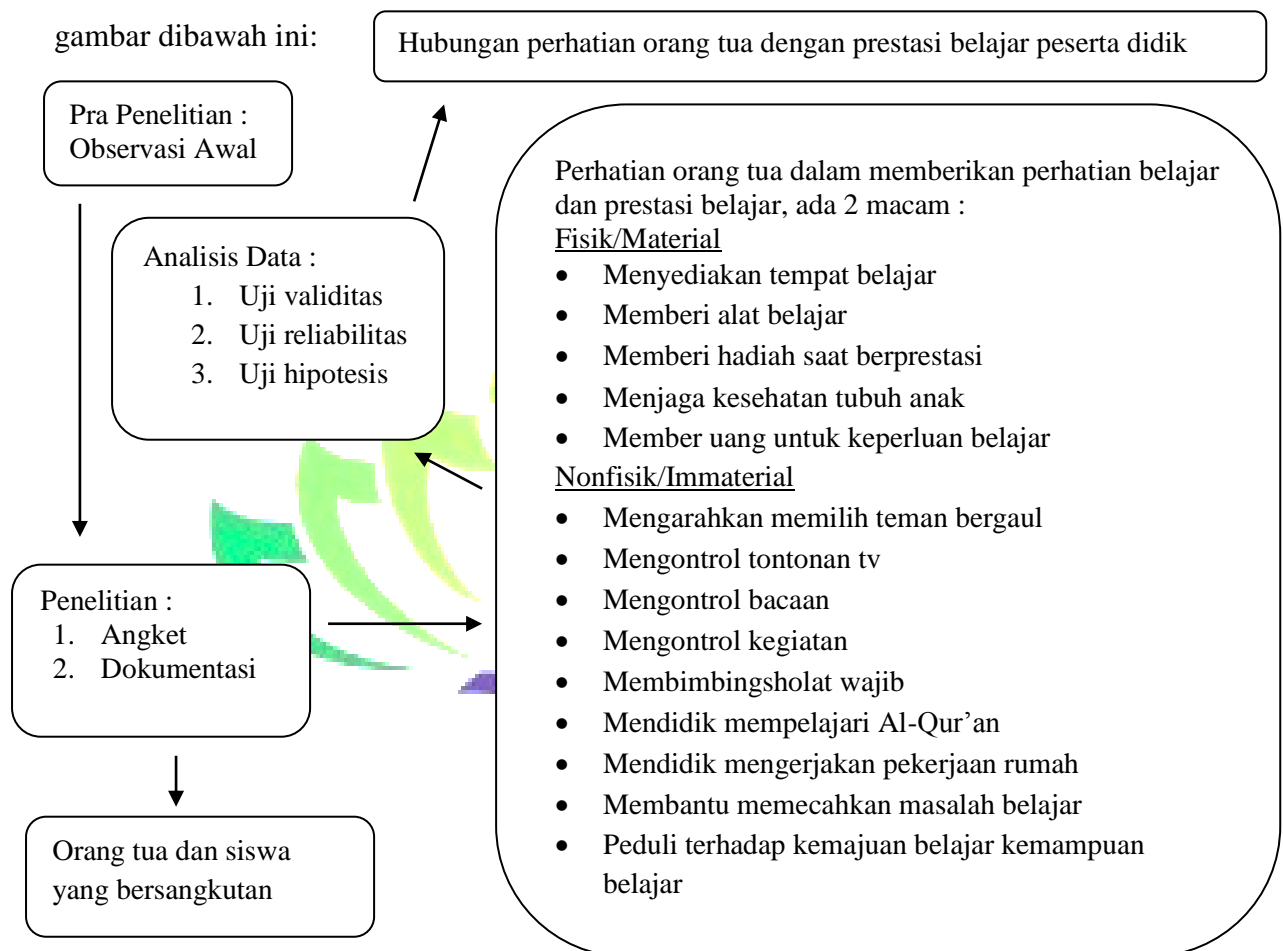 gambar dibawah ini:
Hubungan perhatian orang tua dengan prestasi belajar peserta didik
Pra Penelitian :
Observasi Awal
Analisis Data :
1. Uji validitas
2. Uji reliabilitas
3. Uji hipotesis
Penelitian :
1. Angket
2. Dokumentasi
Orang tua dan siswa
yang bersangkutan
Perhatian orang tua dalam memberikan perhatian belajar
dan prestasi belajar, ada 2 macam :
Fisik/Material
• Menyediakan tempat belajar
• Memberi alat belajar
• Memberi hadiah saat berprestasi
• Menjaga kesehatan tubuh anak
• Member uang untuk keperluan belajar
Nonfisik/Immaterial
• Mengarahkan memilih teman bergaul
• Mengontrol tontonan tv
• Mengontrol bacaan
• Mengontrol kegiatan
• Membimbingsholat wajib
• Mendidik mempelajari Al-Qur’an
• Mendidik mengerjakan pekerjaan rumah
• Membantu memecahkan masalah belajar
• Peduli terhadap kemajuan belajar kemampuan
belajar